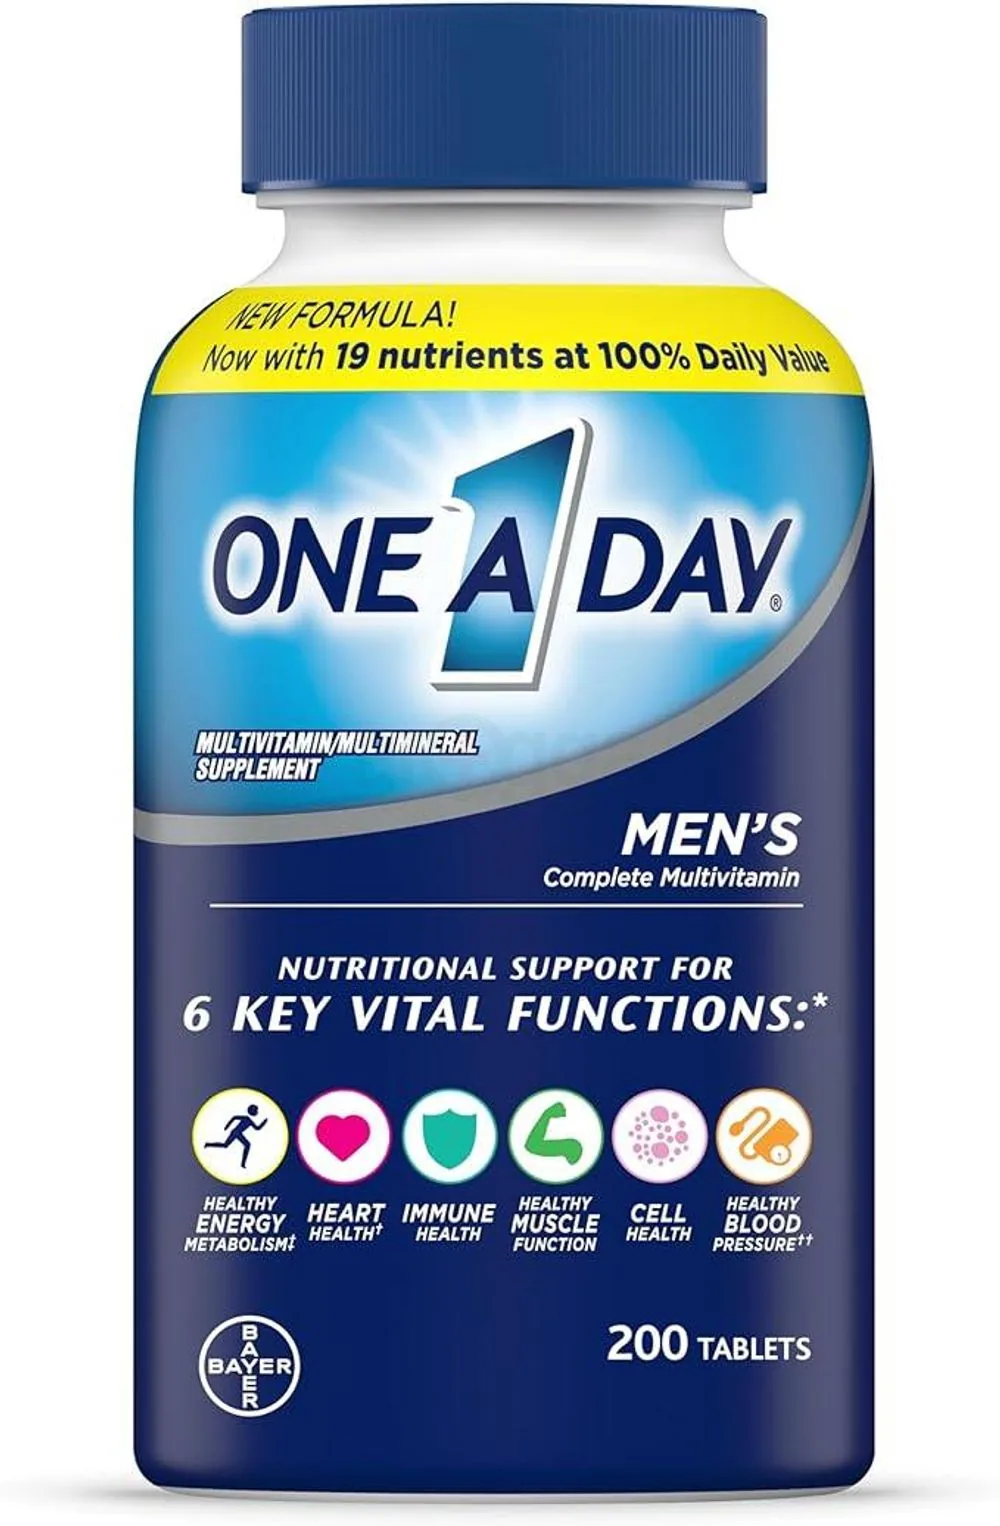 NEW FORMULA!
Now with 19 nutrients at 100% Daily Value
ONE A DAY®
1
MULTIVITAMIN/MULTIMINERAL
SUPPLEMENT
MEN'S
Complete Multivitamin
NUTRITIONAL SUPPORT FOR
6 KEY VITAL FUNCTIONS:*
HEALTHY
ENERGY
METABOLISM‡
HEART
HEALTH†
IMMUNE
HEALTH
HEALTHY
MUSCLE
FUNCTION
CELL
HEALTH
HEALTHY
BLOOD
PRESSURE††
BAYER
BAYER
200 TABLETS